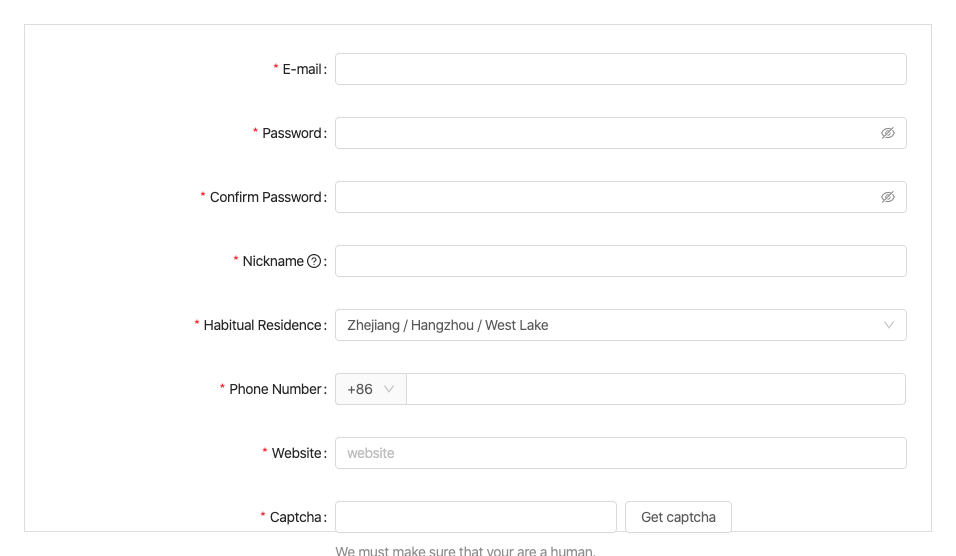 * E-mail:
* Password:
* Confirm Password:
* Nickname ?:
* Habitual Residence: Zhejiang / Hangzhou / West Lake
* Phone Number: +86
* Website: website
* Captcha: Get captcha
We must make sure that your are a human.